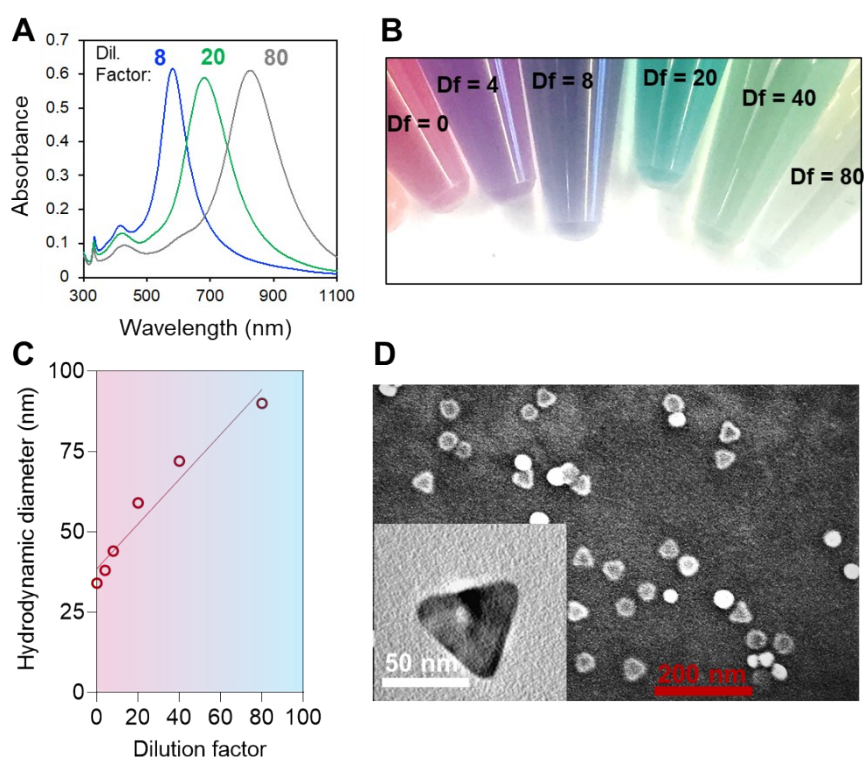 A
Dil.
Factor:
8
20
80
0.7
0.6
0.5
0.4
0.3
0.2
0.1
0
300
500
700
900
1100
Absorbance
Wavelength (nm)
B
Df = 0
Df = 4
Df = 8
Df = 20
Df = 40
Df = 80
C
100
75
50
25
0
0
20
40
60
80
100
Hydrodynamic diameter (nm)
Dilution factor
D
50 nm
200 nm